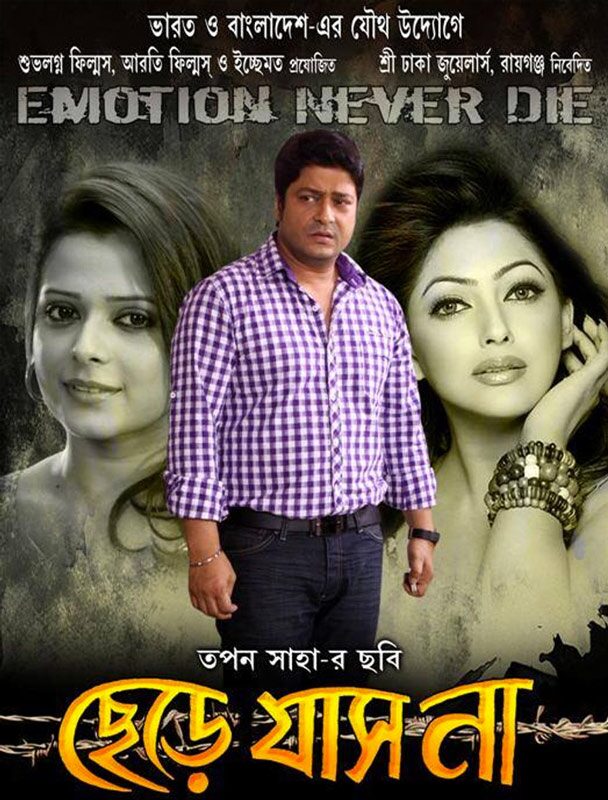 ভারত ও বাংলাদেশ-এর যৌথ উদ্যোগে
শুভলগ্ন ফিল্মস, আরতি ফিল্মস্ ও ইচ্ছেমত প্রযোজিত শ্রী ঢাকা জুয়েলার্স, রায়গঞ্জ নিবেদিত
EMOTION NEVER DIE
তপন সাহা-র ছবি
ছেড়ে যাস না